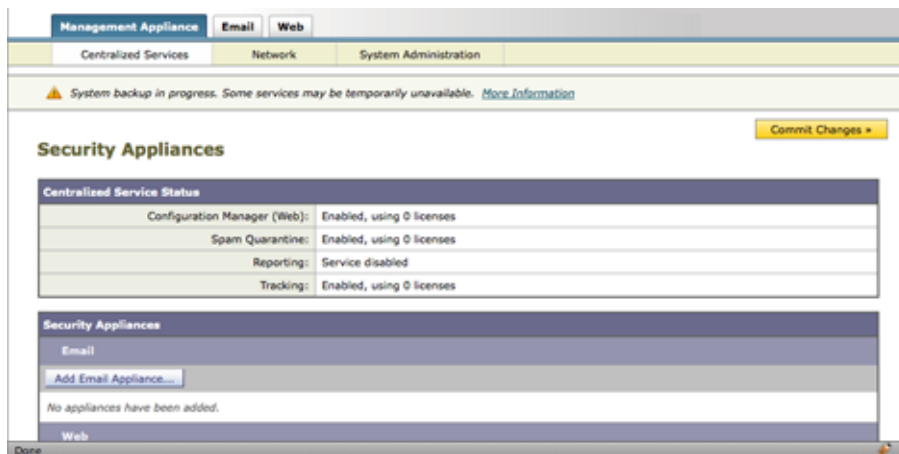 Management Appliance Email Web
Centralized Services Network System Administration
System backup in progress. Some services may be temporarily unavailable. More Information
Commit Changes »
Security Appliances
Centralized Service Status
Configuration Manager (Web): Enabled, using 0 licenses
Spam Quarantine: Enabled, using 0 licenses
Reporting: Service disabled
Tracking: Enabled, using 0 licenses
Security Appliances
Email
Add Email Appliance...
No appliances have been added.
Web
Done